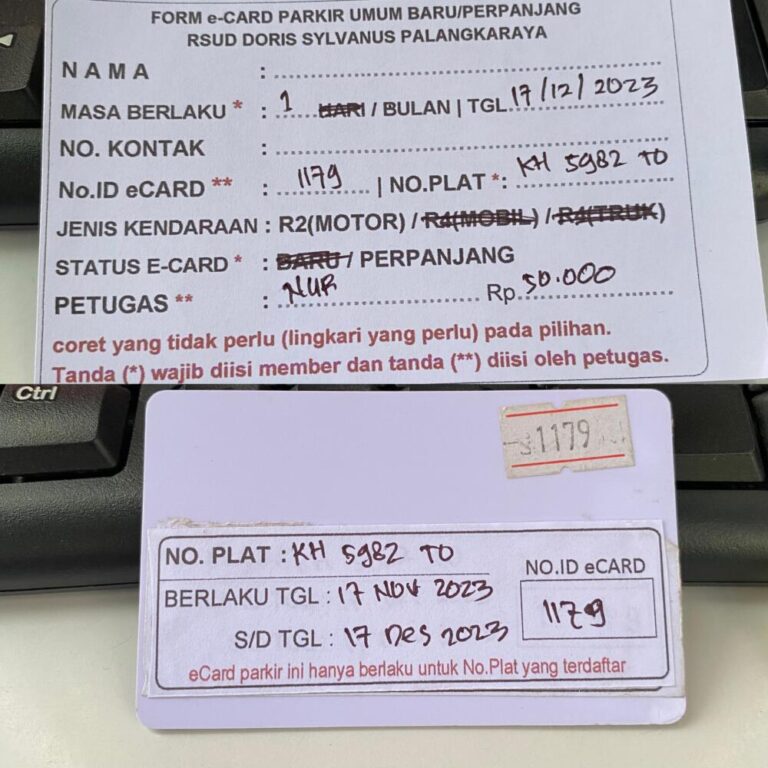 FORM e-CARD PARKIR UMUM BARU/PERPANJANG
RSUD DORIS SYLVANUS PALANGKARAYA
NAMA :
MASA BERLAKU * : 1 HARI / BULAN | TGL. 17/12/2023
NO. KONTAK :
No.ID eCARD ** : 1179 | NO.PLAT *: KH 5982 TO
JENIS KENDARAAN : R2(MOTOR) / R4(MOBIL) / R4(TRUK)
STATUS E-CARD * : BARU / PERPANJANG
PETUGAS ** : NUR Rp. 50.000
coret yang tidak perlu (lingkari yang perlu) pada pilihan.
Tanda (*) wajib diisi member dan tanda (**) diisi oleh petugas.
Ctrl
1179
NO. PLAT : KH 5982 TO
BERLAKU TGL : 17 NOV 2023
S/D TGL : 17 Des 2023
NO.ID eCARD
1179
eCard parkir ini hanya berlaku untuk No.Plat yang terdaftar